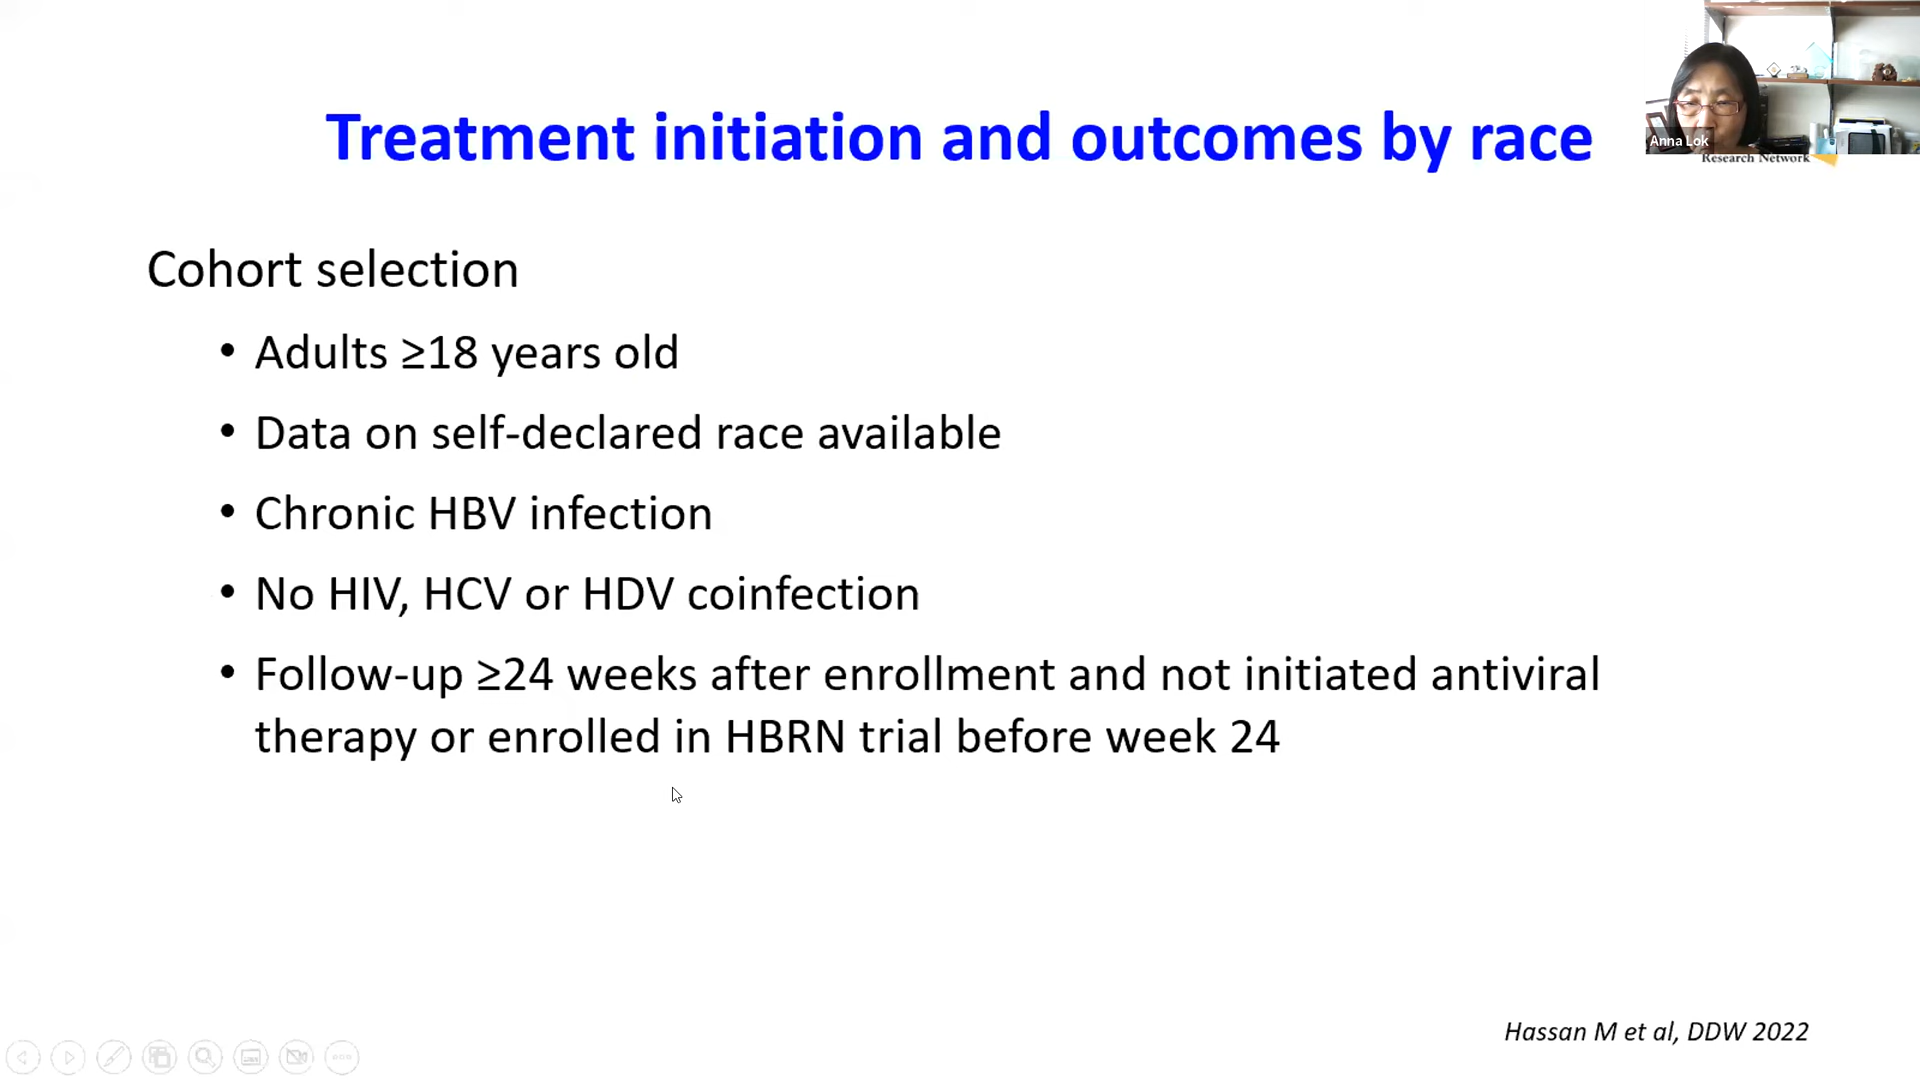 Treatment initiation and outcomes by race
Anna Lok
Research Network
Cohort selection
• Adults ≥18 years old
• Data on self-declared race available
• Chronic HBV infection
• No HIV, HCV or HDV coinfection
• Follow-up ≥24 weeks after enrollment and not initiated antiviral
therapy or enrolled in HBRN trial before week 24
Hassan M et al, DDW 2022